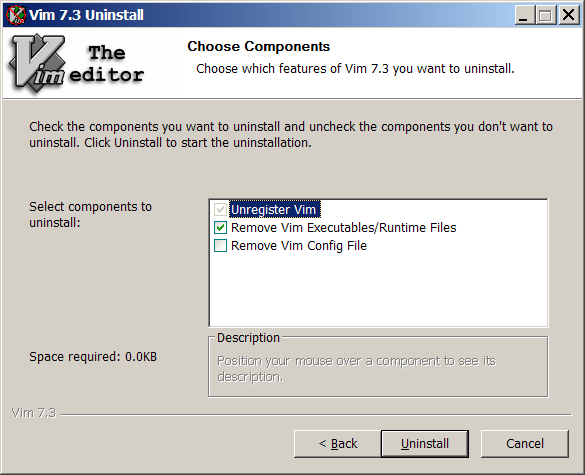 Vim 7.3 Uninstall
The
Vim editor
Choose Components
Choose which features of Vim 7.3 you want to uninstall.
Check the components you want to uninstall and uncheck the components you don't want to
uninstall. Click Uninstall to start the uninstallation.
Select components to
uninstall:
Unregister Vim
Remove Vim Executables/Runtime Files
Remove Vim Config File
Space required: 0.0KB
Description
Position your mouse over a component to see its
description.
Vim 7.3
< Back
Uninstall
Cancel